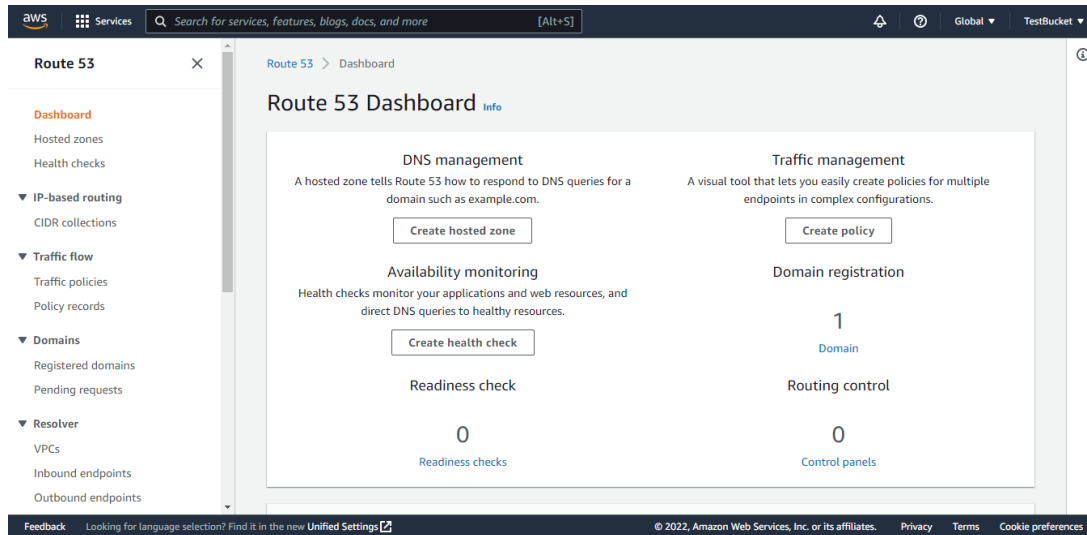 aws
Services
Search for services, features, blogs, docs, and more
[Alt+S]
Global
TestBucket
Route 53
Dashboard
Hosted zones
Health checks
IP-based routing
CIDR collections
Traffic flow
Traffic policies
Policy records
Domains
Registered domains
Pending requests
Resolver
VPCs
Inbound endpoints
Outbound endpoints
Route 53 > Dashboard
Route 53 Dashboard Info
DNS management
A hosted zone tells Route 53 how to respond to DNS queries for a
domain such as example.com.
Create hosted zone
Traffic management
A visual tool that lets you easily create policies for multiple
endpoints in complex configurations.
Create policy
Availability monitoring
Health checks monitor your applications and web resources, and
direct DNS queries to healthy resources.
Create health check
Domain registration
1
Domain
Readiness check
0
Readiness checks
Routing control
0
Control panels
Feedback
Looking for language selection? Find it in the new Unified Settings
© 2022, Amazon Web Services, Inc. or its affiliates.
Privacy
Terms
Cookie preferences